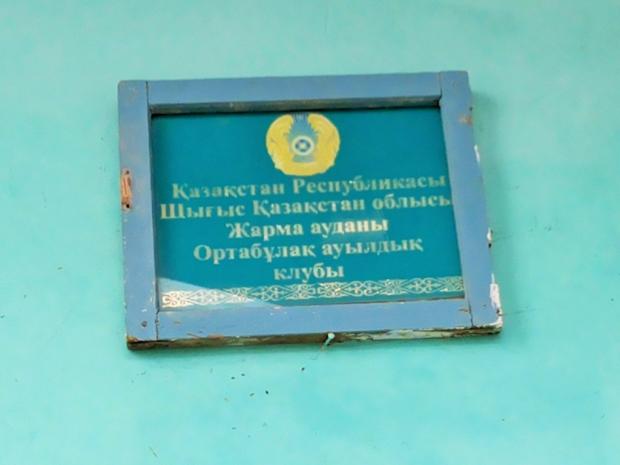 Қазақстан Республикасы
Шығыс Қазақстан облысы
Жарма ауданы
Ортабұлақ ауылдық
клубы